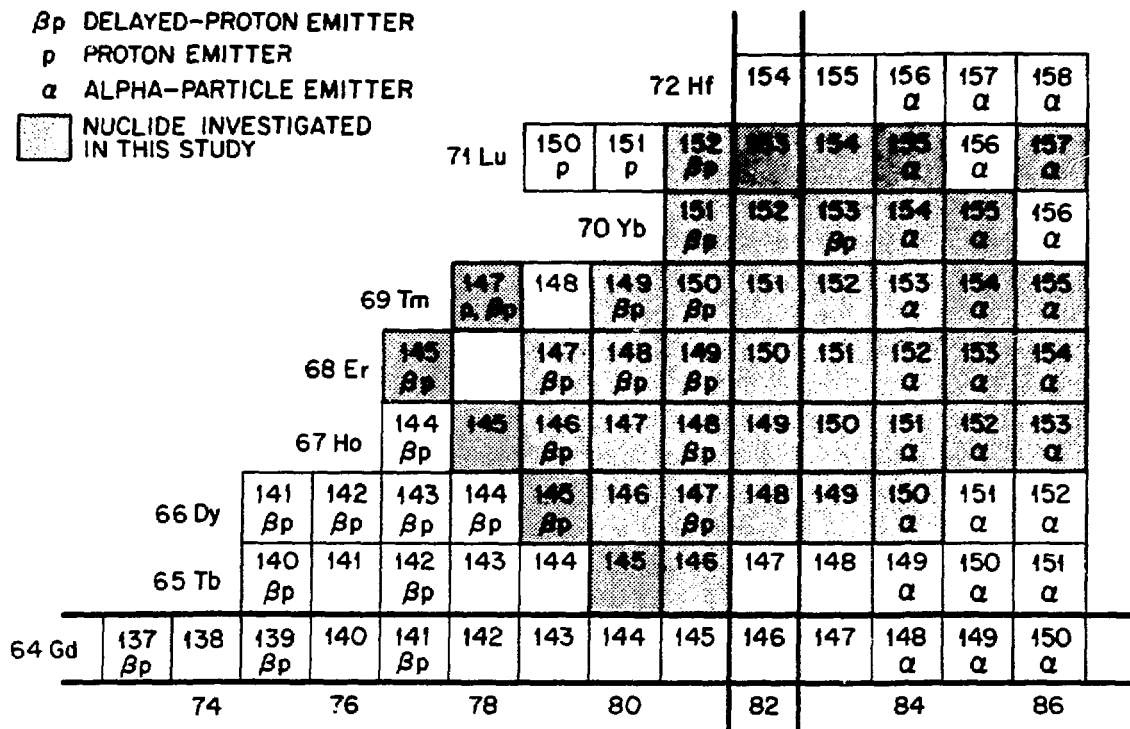 βp DELAYED-PROTON EMITTER
p PROTON EMITTER
α ALPHA-PARTICLE EMITTER
NUCLIDE INVESTIGATED
IN THIS STUDY
72 Hf 154 155 156 157 158
α α α
71 Lu 150 151 152 153 154 155 156 157
p p βp α α α
70 Yb 151 152 153 154 155 156
βp βp α α α
69 Tm 147 148 149 150 151 152 153 154 155
p, βp βp βp α α α
68 Er 145 147 148 149 150 151 152 153 154
βp βp βp βp α α α
67 Ho 144 145 146 147 148 149 150 151 152 153
βp βp βp α α α
66 Dy 141 142 143 144 145 146 147 148 149 150 151 152
βp βp βp βp βp βp α α α
65 Tb 140 141 142 143 144 145 146 147 148 149 150 151
βp βp α α α
64 Gd 137 138 139 140 141 142 143 144 145 146 147 148 149 150
βp βp βp α α α
74 76 78 80 82 84 86